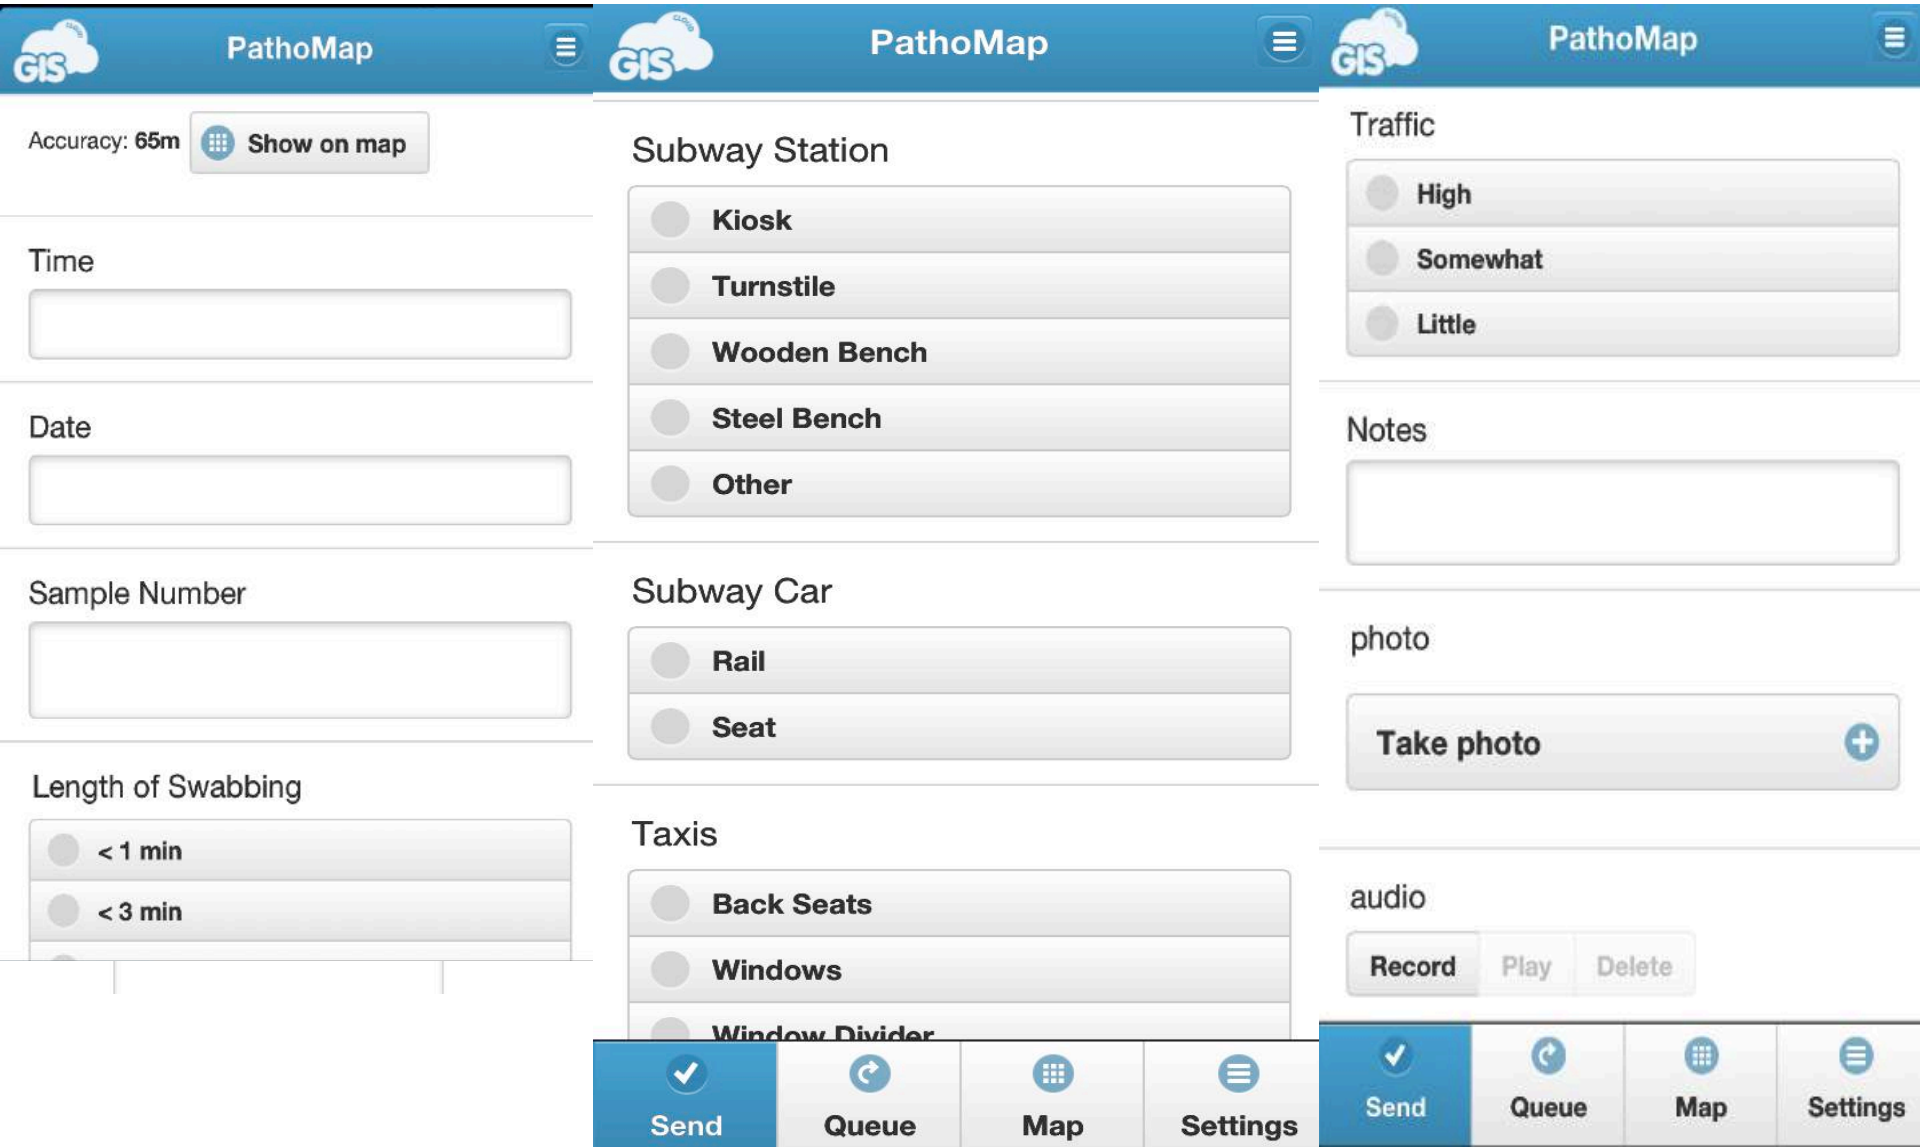 CLOUD
GIS
PathoMap
Accuracy: 65m
Show on map
Time
Date
Sample Number
Length of Swabbing
< 1 min
< 3 min
CLOUD
GIS
PathoMap
Subway Station
Kiosk
Turnstile
Wooden Bench
Steel Bench
Other
Subway Car
Rail
Seat
Taxis
Back Seats
Windows
Window Divider
Send Queue Map Settings
CLOUD
GIS
PathoMap
Traffic
High
Somewhat
Little
Notes
photo
Take photo
audio
Record Play Delete
Send Queue Map Settings